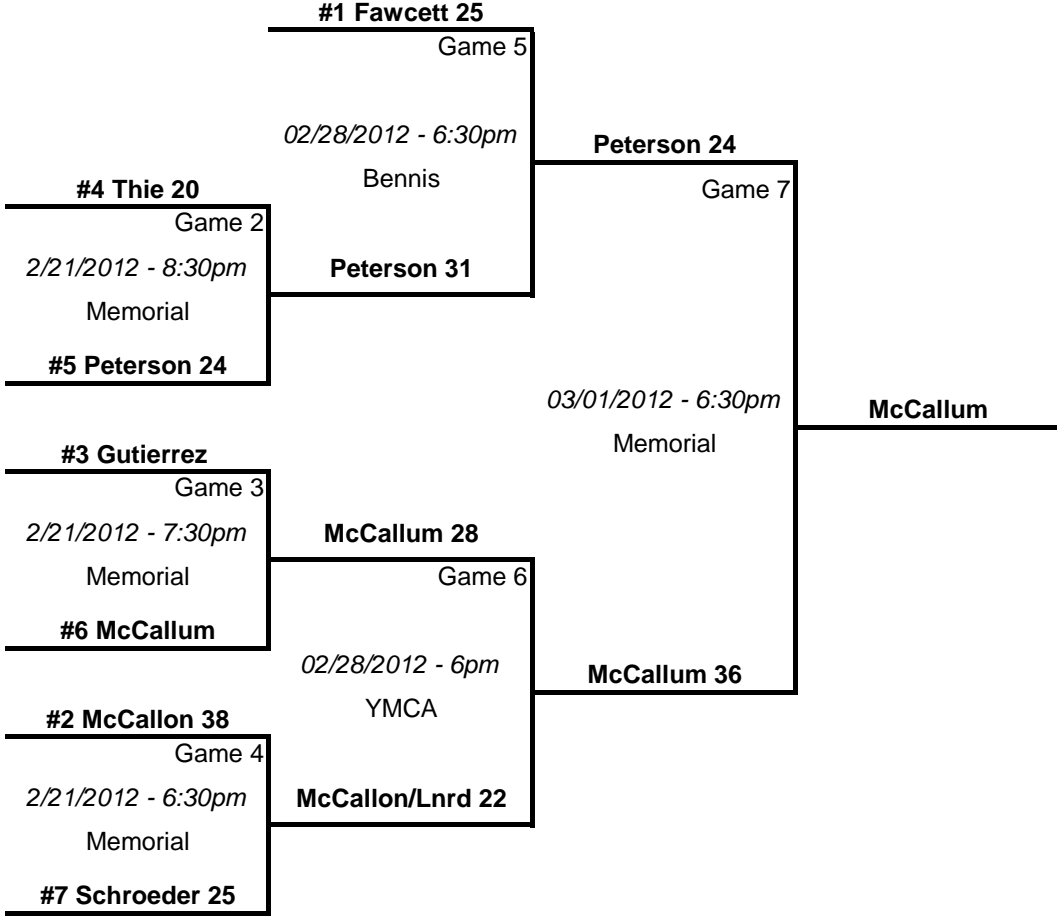 #1 Fawcett 25
Game 5
02/28/2012 - 6:30pm
Bennis
Peterson 24
Game 7
#4 Thie 20
Game 2
2/21/2012 - 8:30pm
Memorial
Peterson 31
#5 Peterson 24
03/01/2012 - 6:30pm
Memorial
McCallum
#3 Gutierrez
Game 3
2/21/2012 - 7:30pm
Memorial
McCallum 28
Game 6
#6 McCallum
02/28/2012 - 6pm
YMCA
McCallum 36
#2 McCallon 38
Game 4
2/21/2012 - 6:30pm
Memorial
McCallon/Lnrd 22
#7 Schroeder 25